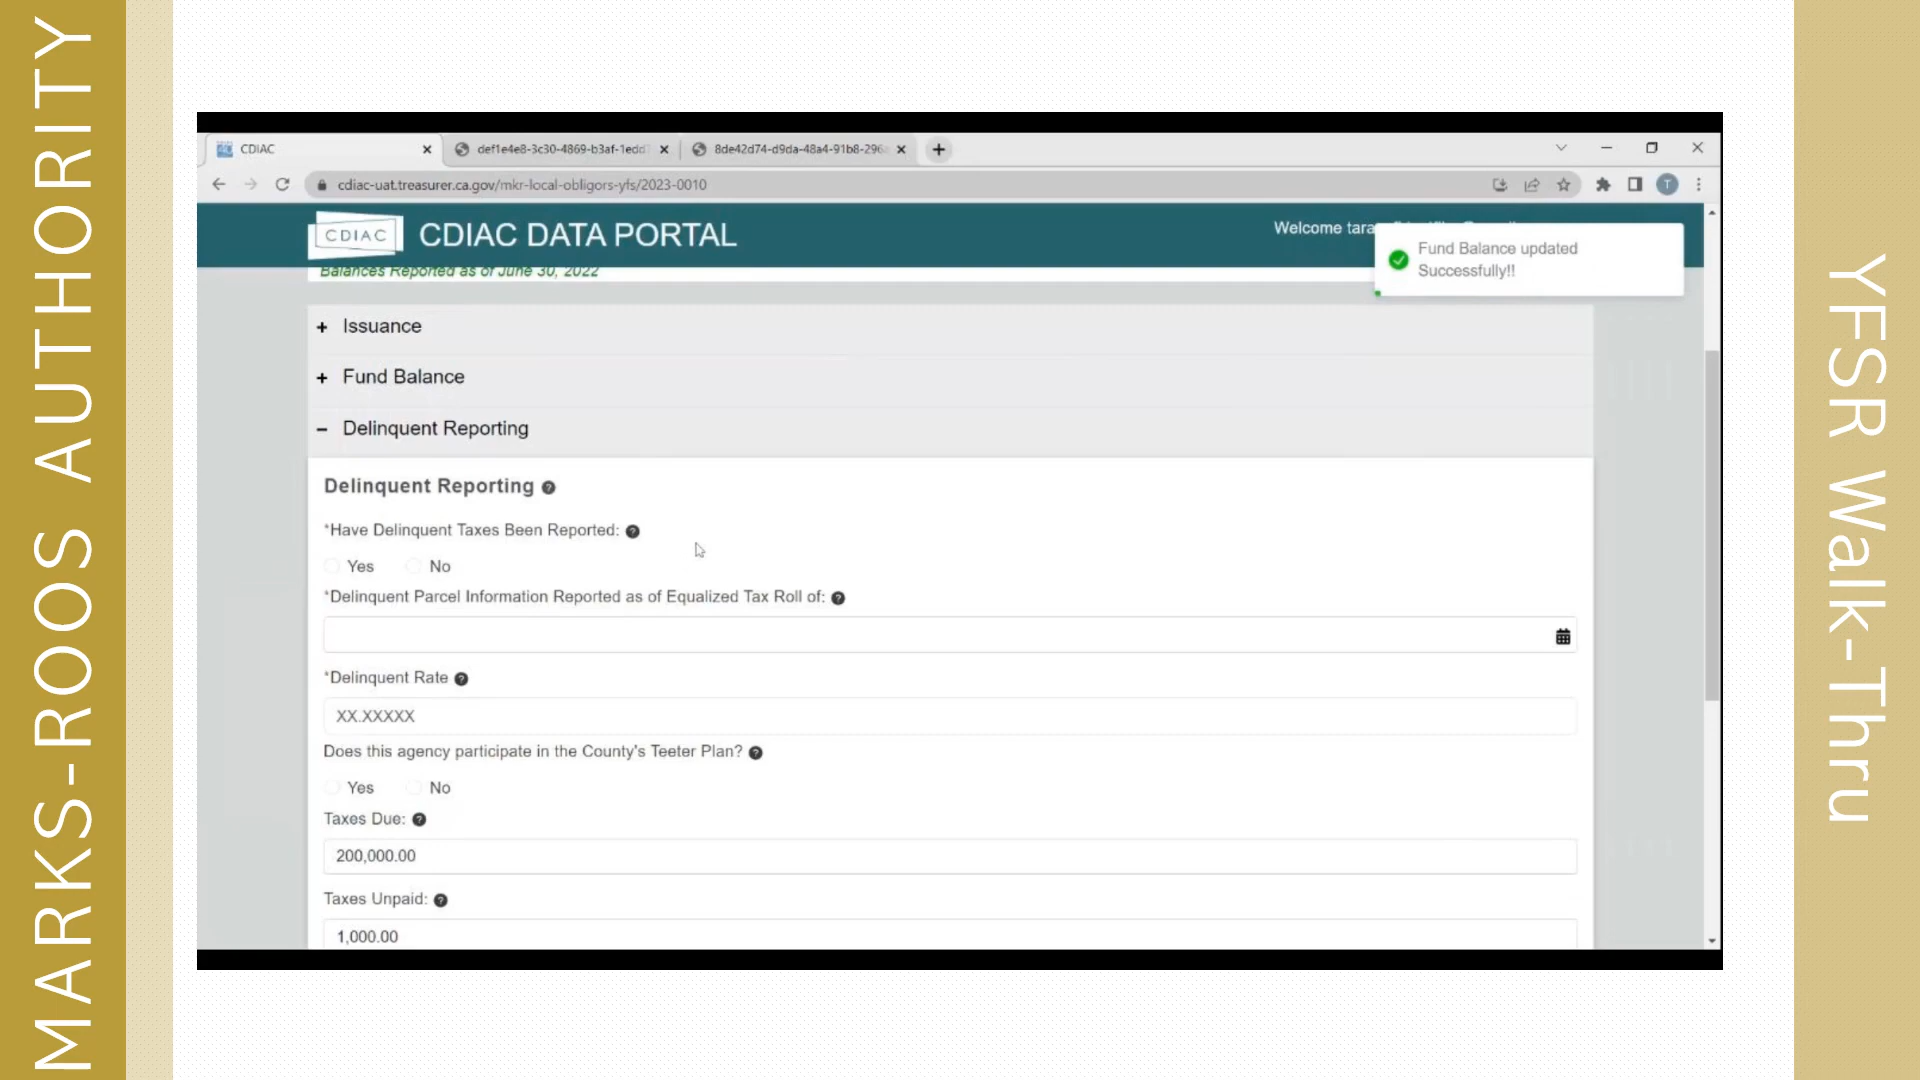 MARKS-ROOS AUTHORITY
CDIAC
def1e4e8-3c30-4869-b3af-1edd
8de42d74-d9da-48a4-91b8-296
cdiac-uat.treasurer.ca.gov/mkr-local-obligors-yfs/2023-0010
T
CDIAC
CDIAC DATA PORTAL
Welcome tara
Fund Balance updated
Successfully!!
Balances Reported as of June 30, 2022
+ Issuance
+ Fund Balance
– Delinquent Reporting
Delinquent Reporting
*Have Delinquent Taxes Been Reported:
Yes No
*Delinquent Parcel Information Reported as of Equalized Tax Roll of:
*Delinquent Rate
XX.XXXXX
Does this agency participate in the County's Teeter Plan?
Yes No
Taxes Due:
200,000.00
Taxes Unpaid:
1,000.00
YFSR Walk-Thru